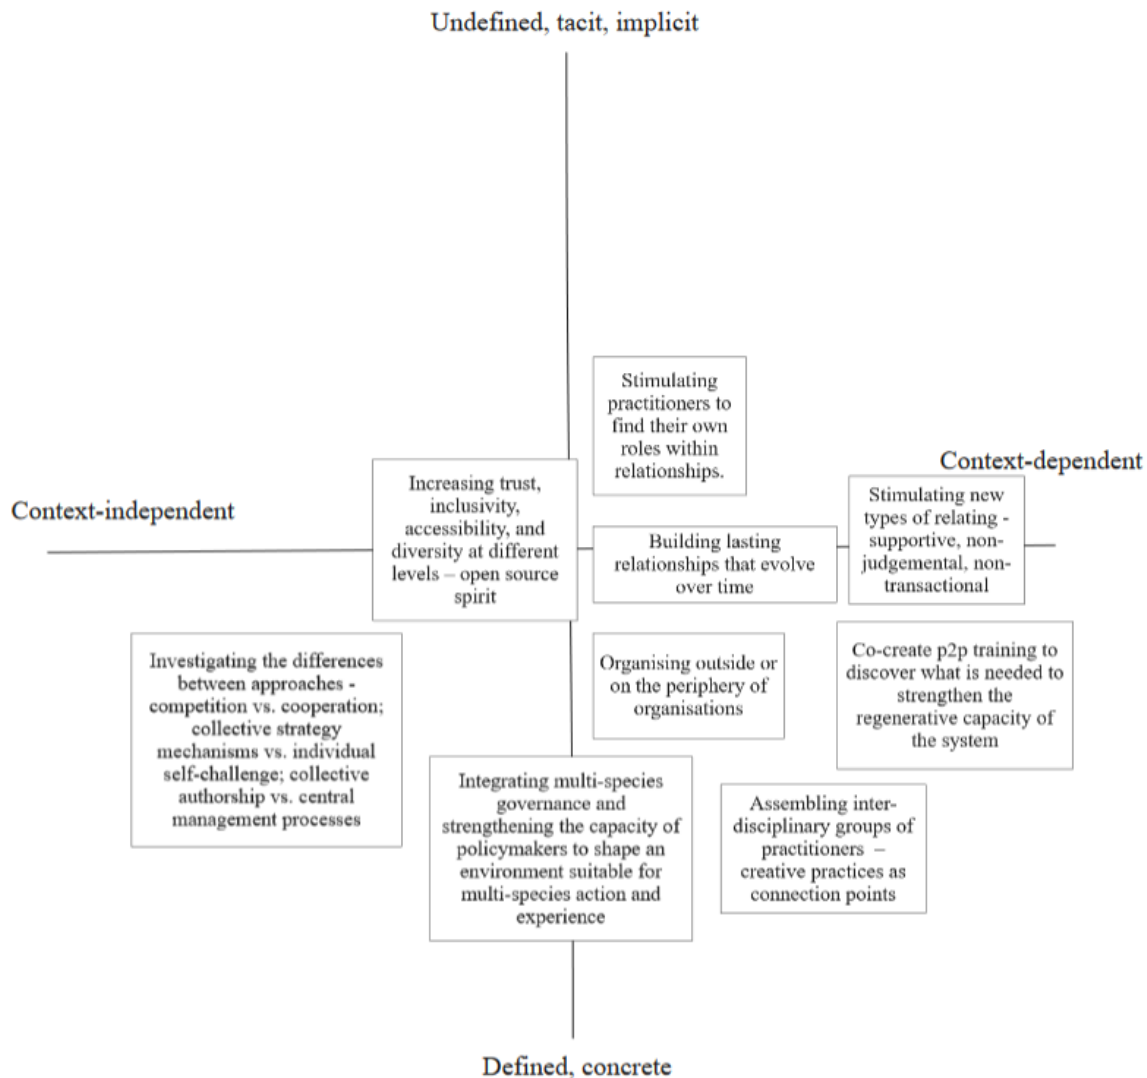 Undefined, tacit, implicit
Stimulating
practitioners to
find their own
roles within
relationships.
Context-dependent
Context-independent
Increasing trust,
inclusivity,
accessibility, and
diversity at different
levels – open source
spirit
Building lasting
relationships that evolve
over time
Stimulating new
types of relating -
supportive, non-
judgemental, non-
transactional
Investigating the differences
between approaches -
competition vs. cooperation;
collective strategy
mechanisms vs. individual
self-challenge; collective
authorship vs. central
management processes
Organising outside or
on the periphery of
organisations
Co-create p2p training to
discover what is needed to
strengthen the
regenerative capacity of
the system
Integrating multi-species
governance and
strengthening the capacity of
policymakers to shape an
environment suitable for
multi-species action and
experience
Assembling inter-
disciplinary groups of
practitioners –
creative practices as
connection points
Defined, concrete